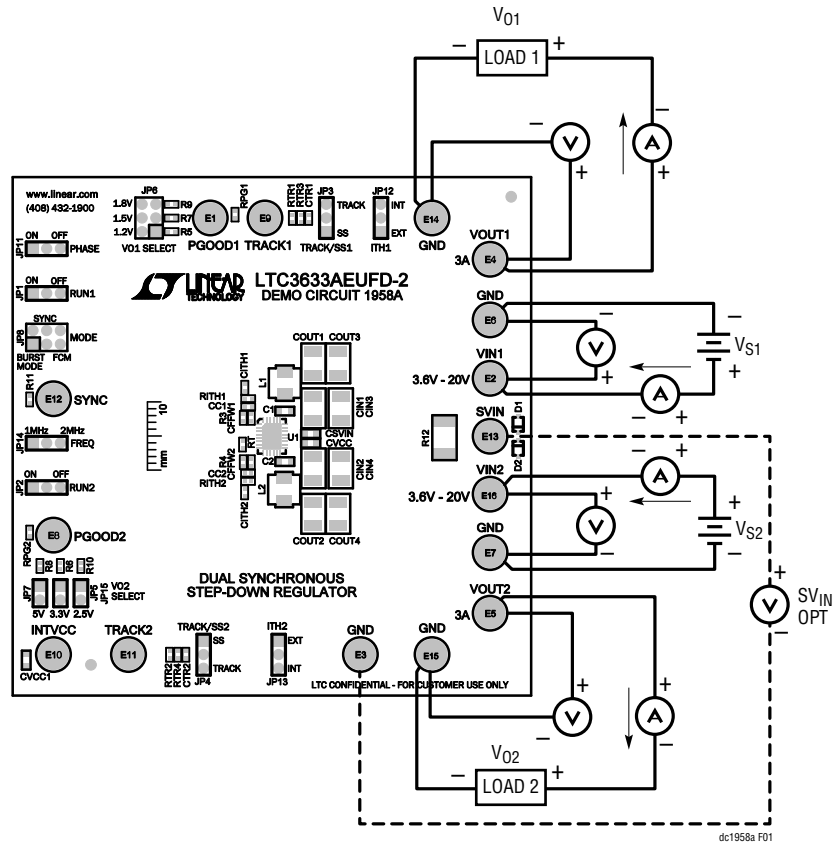 V01
− LOAD 1 +
− V +
− A +
www.linear.com
(408) 432-1900
JP6
1.8V R9
1.5V R7
1.2V R5
VO1 SELECT
E1
PGOOD1
RPG1
E9
TRACK1
RTR1
RTR3
CTR1
JP3
TRACK
SS
TRACK/SS1
JP12
INT
EXT
ITH1
E14
GND
VOUT1
3A E4
JP11
ON OFF
PHASE
JP1
ON OFF
RUN1
SYNC
JP8
MODE
BURST MODE
FCM
R11
E12
SYNC
JP14
1MHz 2MHz
FREQ
JP2
ON OFF
RUN2
LINEAR
TECHNOLOGY
LTC3633AEUFD-2
DEMO CIRCUIT 1958A
COUT1 COUT3
CITH1
L1
RITH1
CC1
R3
CFFW1
C1
CIN1
CIN3
R1
U1
CSVIN
CVCC
R4
CFFW2
CC2
RITH2
C2
CIN2
CIN4
L2
CITH2
COUT2 COUT4
10
mm
GND
E6
− V +
− VS1 +
VIN1
3.6V - 20V E2
+ A −
SVIN
R12
E13
D1
D2
VIN2
3.6V - 20V E16
+ A −
+ V −
+ VS2 −
E7
GND
VOUT2
3A E5
+
V
−
SVIN
OPT
RPG2
E8
PGOOD2
R8
R6
R10
JP7
JP15
JP5
VO2
SELECT
5V 3.3V 2.5V
DUAL SYNCHRONOUS
STEP-DOWN REGULATOR
INTVCC
E10
CVCC1
TRACK2
E11
RTR2
RTR4
CTR2
TRACK/SS2
SS
TRACK
JP4
ITH2
EXT
INT
JP13
GND
E3
GND
E15
LTC CONFIDENTIAL - FOR CUSTOMER USE ONLY
− V +
+ A −
V02
− LOAD 2 +
dc1958a F01